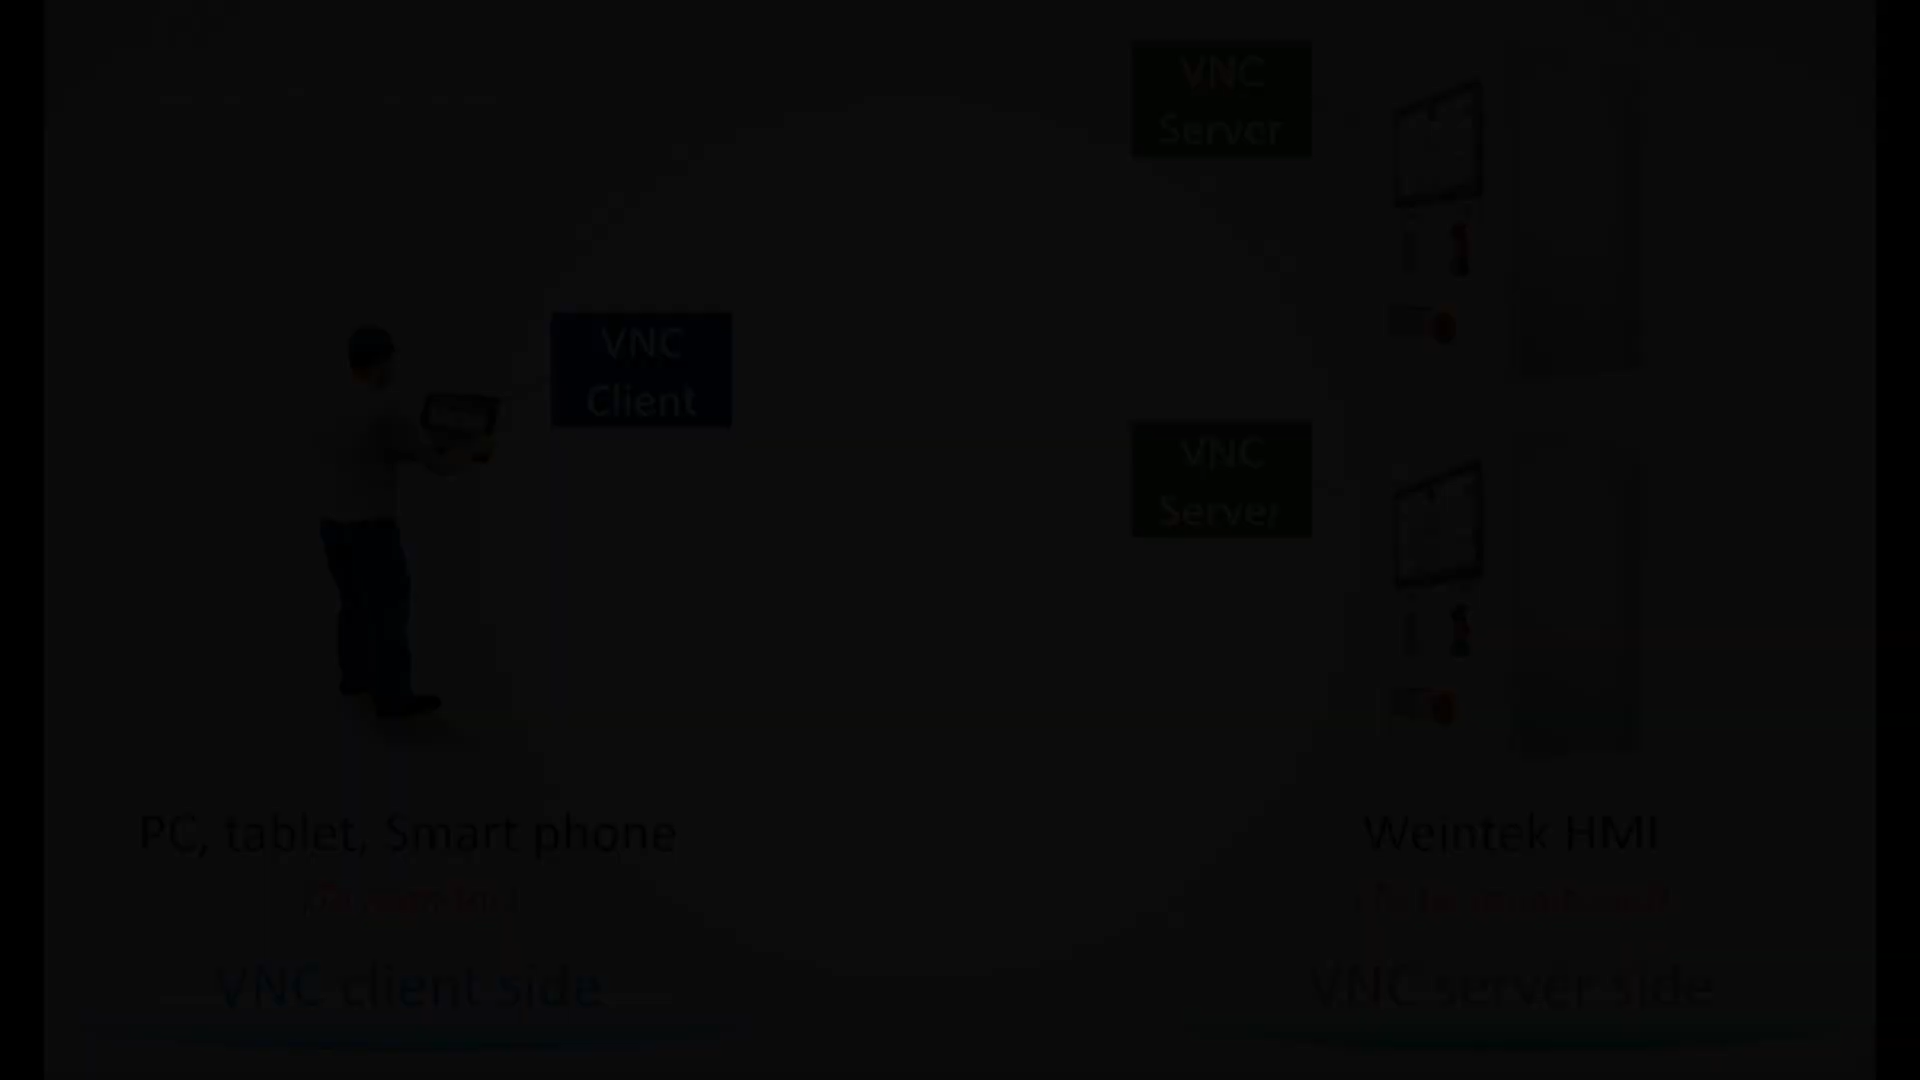 VNC
Server
VNC
Client
VNC
Server
PC, tablet, Smart phone
Weintek HMI
VNC client side
VNC server side